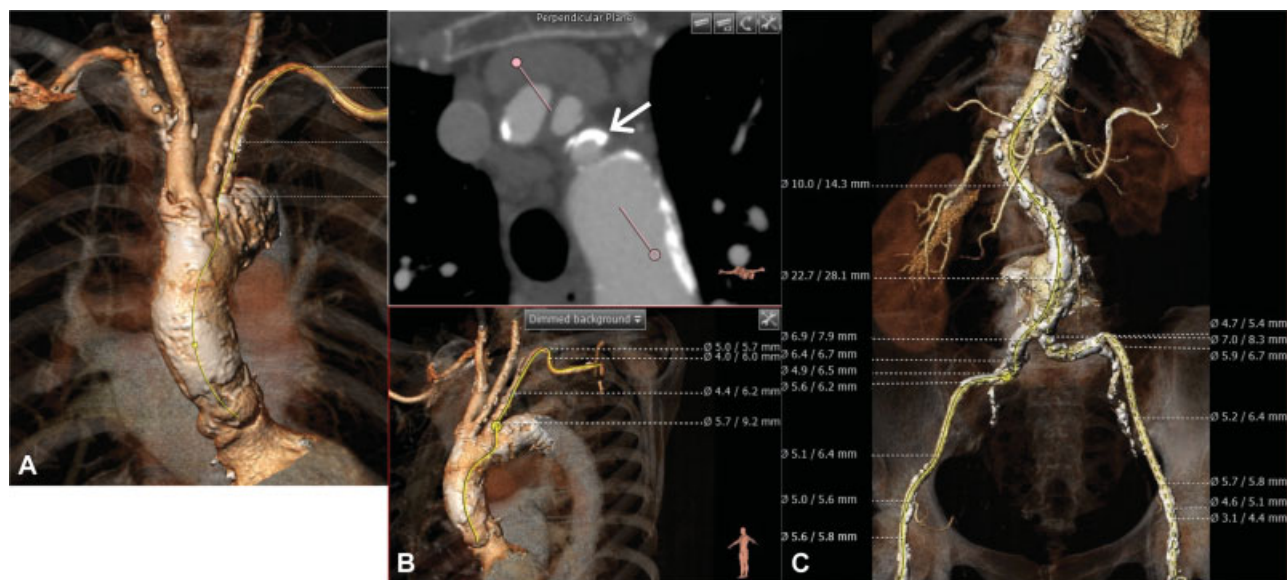 A
Perpendicular Plane
Dimmed background
Ø 5.0 / 5.7 mm
Ø 4.0 / 6.0 mm
Ø 4.4 / 6.2 mm
Ø 5.7 / 9.2 mm
B
Ø 10.0 / 14.3 mm
Ø 22.7 / 28.1 mm
Ø 6.9 / 7.9 mm
Ø 6.4 / 6.7 mm
Ø 4.9 / 6.5 mm
Ø 5.6 / 6.2 mm
Ø 5.1 / 6.4 mm
Ø 5.0 / 5.6 mm
Ø 5.6 / 5.8 mm
Ø 4.7 / 5.4 mm
Ø 7.0 / 8.3 mm
Ø 5.9 / 6.7 mm
Ø 5.2 / 6.4 mm
Ø 5.7 / 5.8 mm
Ø 4.6 / 5.1 mm
Ø 3.1 / 4.4 mm
C